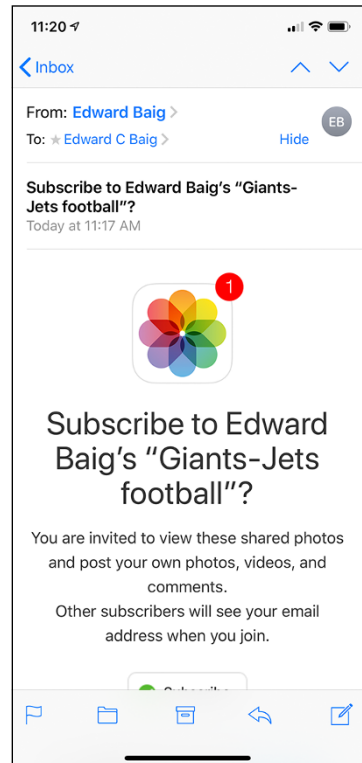 11:20
Inbox
From: Edward Baig
EB
To: Edward C Baig
Hide
Subscribe to Edward Baig’s “Giants-
Jets football”?
Today at 11:17 AM
1
Subscribe to Edward
Baig’s “Giants-Jets
football”?
You are invited to view these shared photos
and post your own photos, videos, and
comments.
Other subscribers will see your email
address when you join.
Subscribe